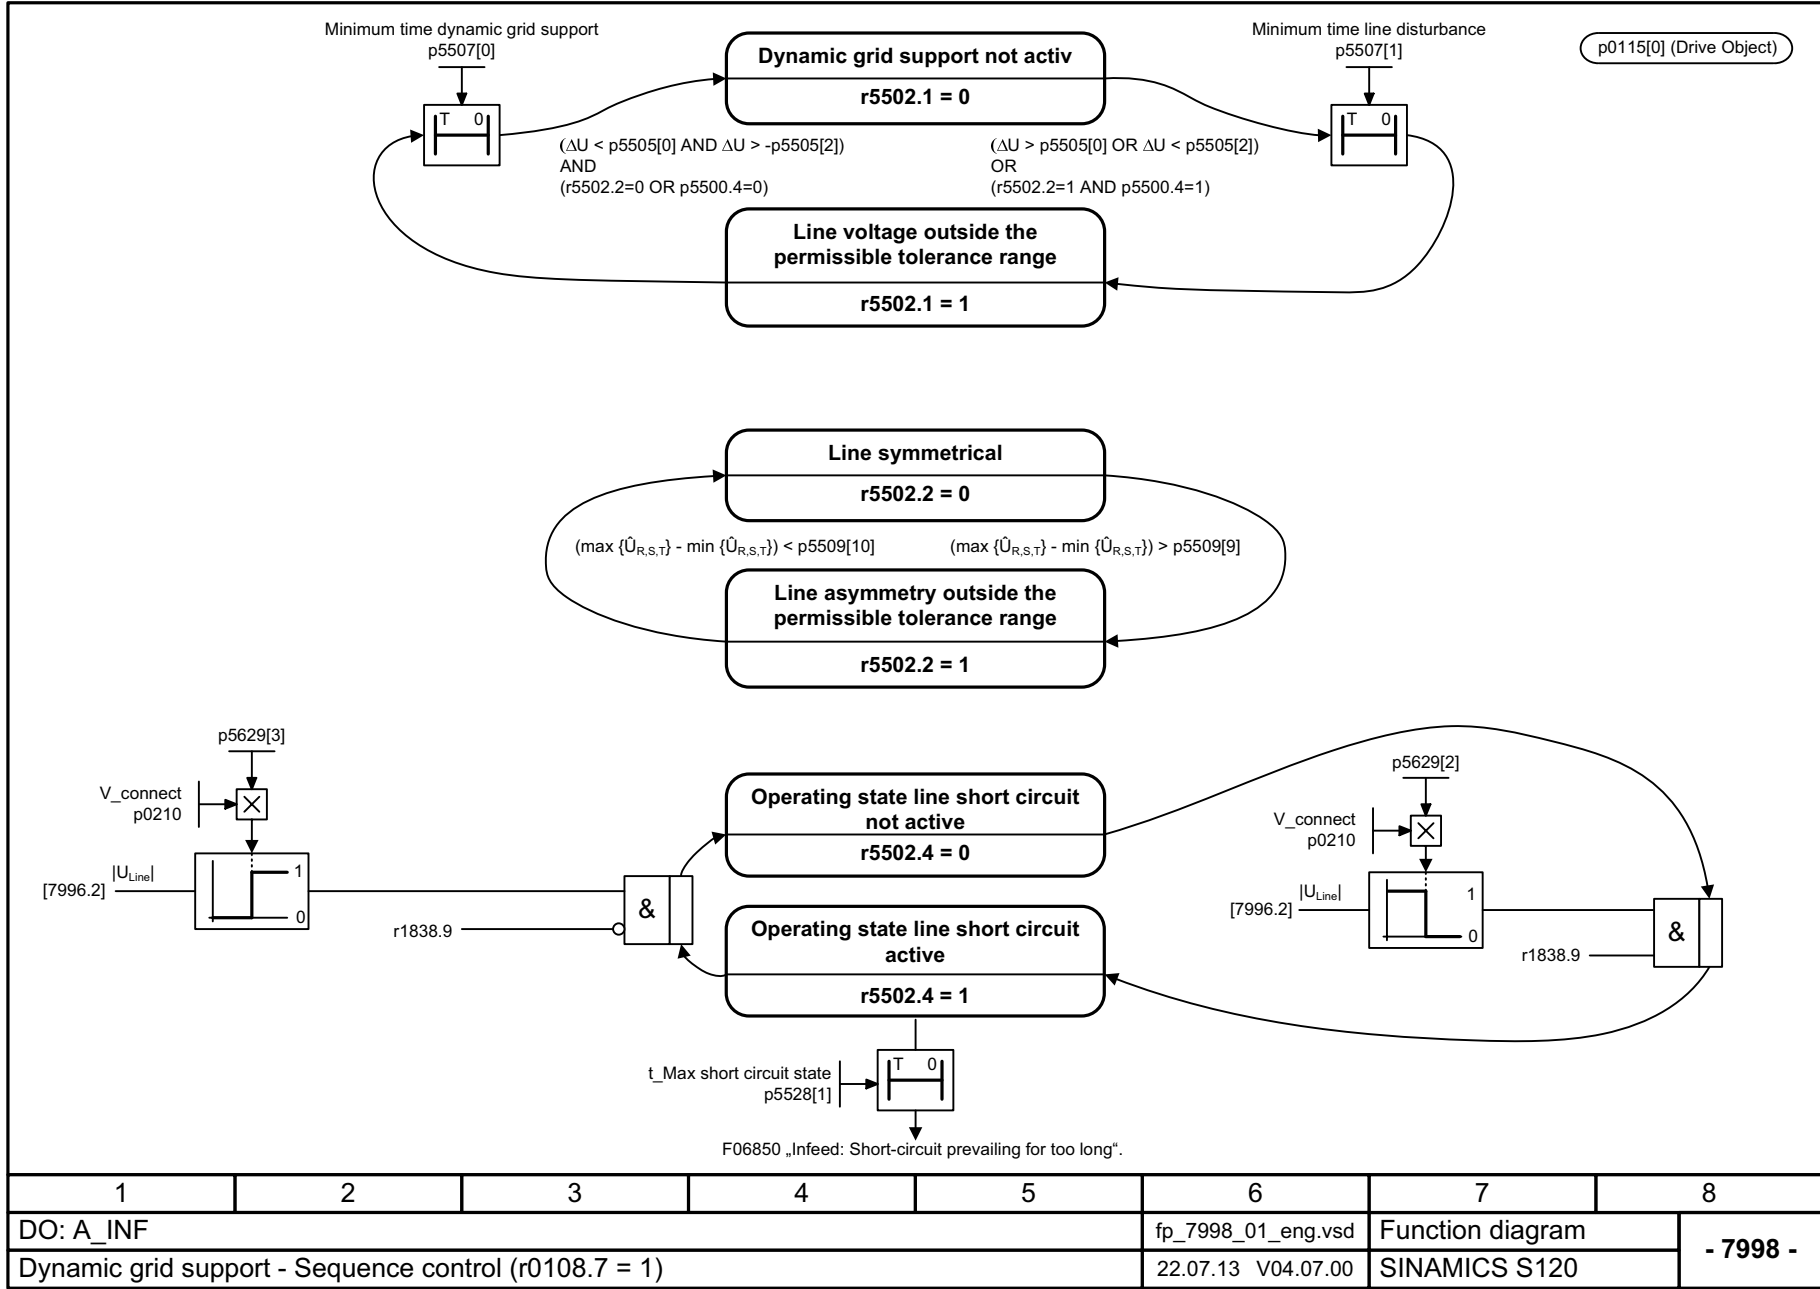 Minimum time dynamic grid support
p5507[0]
Minimum time line disturbance
p5507[1]
p0115[0] (Drive Object)
Dynamic grid support not activ
r5502.1 = 0
T 0
T 0
(ΔU < p5505[0] AND ΔU > -p5505[2])
AND
(r5502.2=0 OR p5500.4=0)
(ΔU > p5505[0] OR ΔU < p5505[2])
OR
(r5502.2=1 AND p5500.4=1)
Line voltage outside the
permissible tolerance range
r5502.1 = 1
Line symmetrical
r5502.2 = 0
(max {ÛR,S,T} - min {ÛR,S,T}) < p5509[10]
(max {ÛR,S,T} - min {ÛR,S,T}) > p5509[9]
Line asymmetry outside the
permissible tolerance range
r5502.2 = 1
p5629[3]
V_connect
p0210
[7996.2]
|ULine|
1
0
r1838.9
&
Operating state line short circuit
not active
r5502.4 = 0
Operating state line short circuit
active
r5502.4 = 1
p5629[2]
V_connect
p0210
[7996.2]
|ULine|
1
0
r1838.9
&
t_Max short circuit state
p5528[1]
T 0
F06850 „Infeed: Short-circuit prevailing for too long“.
1 2 3 4 5 6 7 8
DO: A_INF
fp_7998_01_eng.vsd
Function diagram
- 7998 -
Dynamic grid support - Sequence control (r0108.7 = 1)
22.07.13 V04.07.00
SINAMICS S120